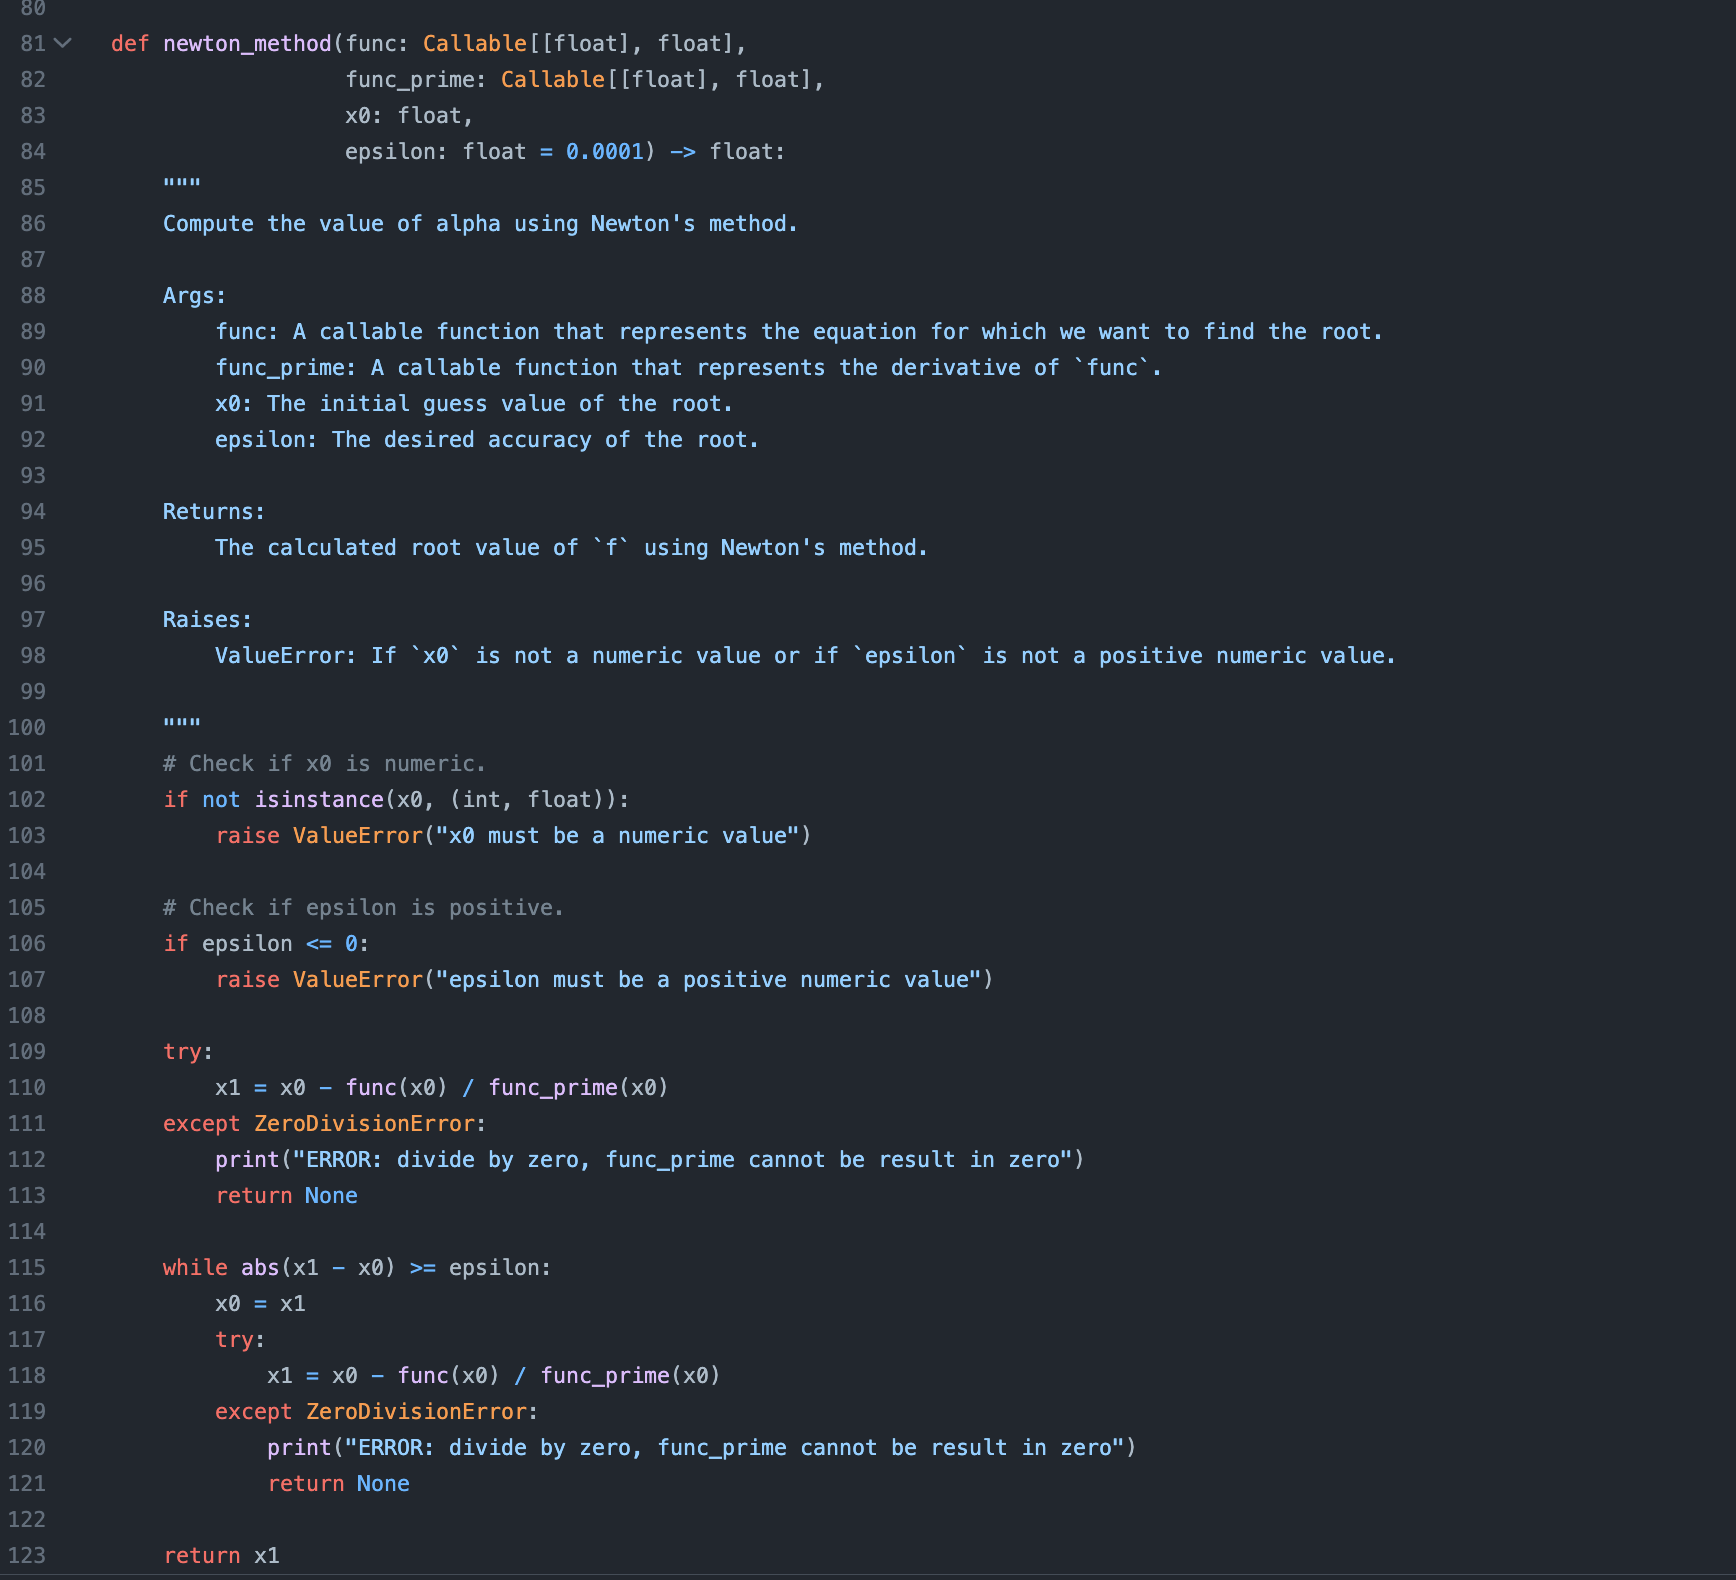 80
81 def newton_method(func: Callable[[float], float],
82 func_prime: Callable[[float], float],
83 x0: float,
84 epsilon: float = 0.0001) -> float:
85 """
86 Compute the value of alpha using Newton's method.
87
88 Args:
89 func: A callable function that represents the equation for which we want to find the root.
90 func_prime: A callable function that represents the derivative of `func`.
91 x0: The initial guess value of the root.
92 epsilon: The desired accuracy of the root.
93
94 Returns:
95 The calculated root value of `f` using Newton's method.
96
97 Raises:
98 ValueError: If `x0` is not a numeric value or if `epsilon` is not a positive numeric value.
99
100 """
101 # Check if x0 is numeric.
102 if not isinstance(x0, (int, float)):
103 raise ValueError("x0 must be a numeric value")
104
105 # Check if epsilon is positive.
106 if epsilon <= 0:
107 raise ValueError("epsilon must be a positive numeric value")
108
109 try:
110 x1 = x0 - func(x0) / func_prime(x0)
111 except ZeroDivisionError:
112 print("ERROR: divide by zero, func_prime cannot be result in zero")
113 return None
114
115 while abs(x1 - x0) >= epsilon:
116 x0 = x1
117 try:
118 x1 = x0 - func(x0) / func_prime(x0)
119 except ZeroDivisionError:
120 print("ERROR: divide by zero, func_prime cannot be result in zero")
121 return None
122
123 return x1